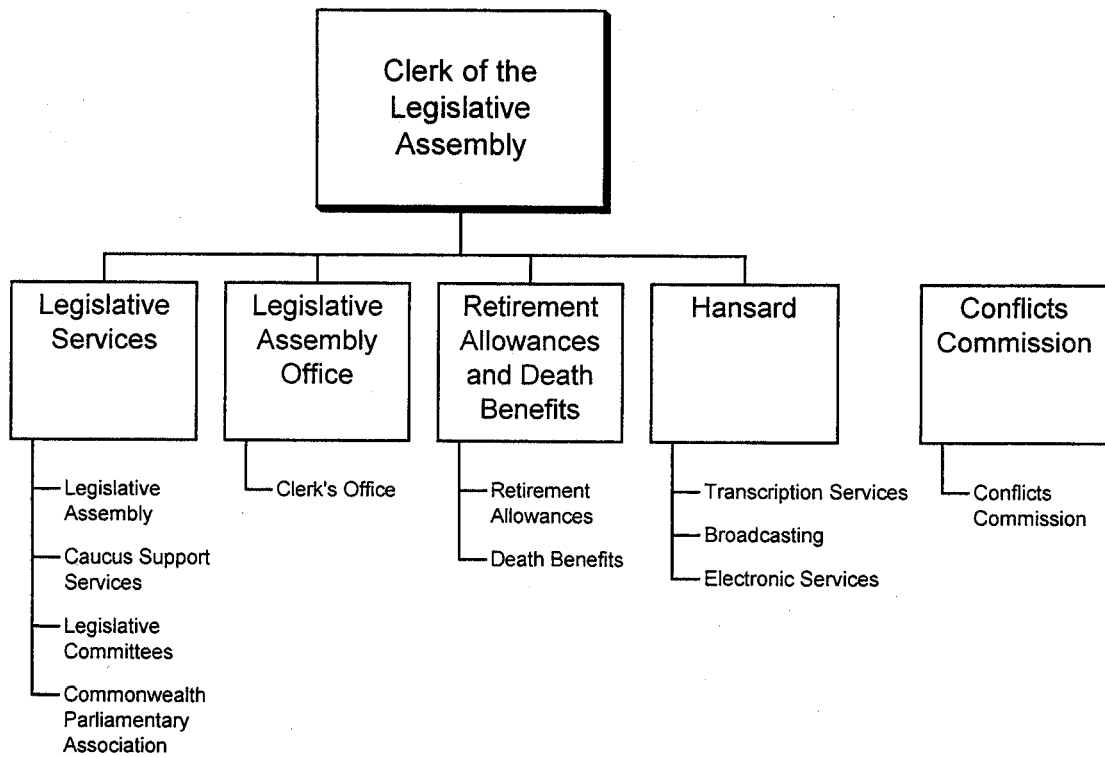 Clerk of the
Legislative
Assembly
Legislative
Services
Legislative
Assembly
Office
Retirement
Allowances
and Death
Benefits
Hansard
Conflicts
Commission
Legislative
Assembly
Caucus Support
Services
Legislative
Committees
Commonwealth
Parliamentary
Association
Clerk's Office
Retirement
Allowances
Death Benefits
Transcription Services
Broadcasting
Electronic Services
Conflicts
Commission